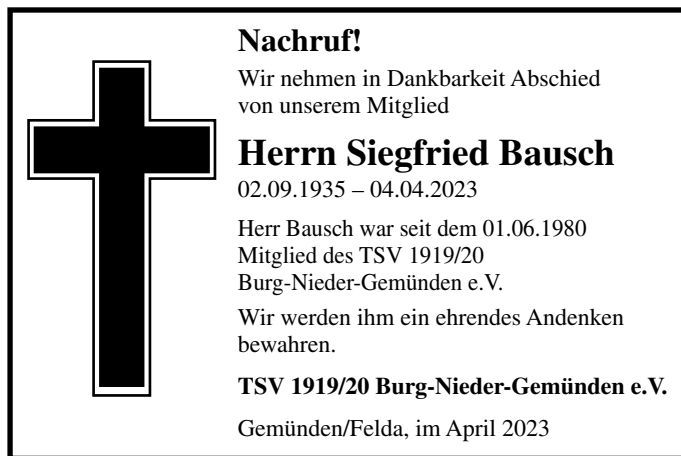 Nachruf!
Wir nehmen in Dankbarkeit Abschied
von unserem Mitglied
Herrn Siegfried Bausch
02.09.1935 – 04.04.2023
Herr Bausch war seit dem 01.06.1980
Mitglied des TSV 1919/20
Burg-Nieder-Gemünden e.V.
Wir werden ihm ein ehrendes Andenken
bewahren.
TSV 1919/20 Burg-Nieder-Gemünden e.V.
Gemünden/Felda, im April 2023